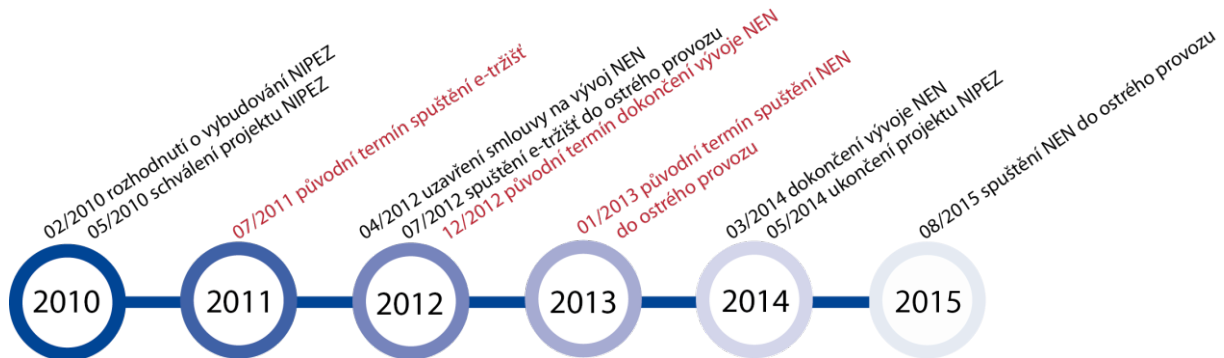 02/2010 rozhodnutí o vybudování NIPEZ
05/2010 schválení projektu NIPEZ
07/2011 původní termín spuštění e-tržišť
04/2012 uzavření smlouvy na vývoj NEN
07/2012 spuštění e-tržišť do ostrého provozu
12/2012 původní termín dokončení vývoje NEN
01/2013 původní termín spuštění NEN
do ostrého provozu
03/2014 dokončení vývoje NEN
05/2014 ukončení projektu NIPEZ
08/2015 spuštění NEN do ostrého provozu
2010
2011
2012
2013
2014
2015